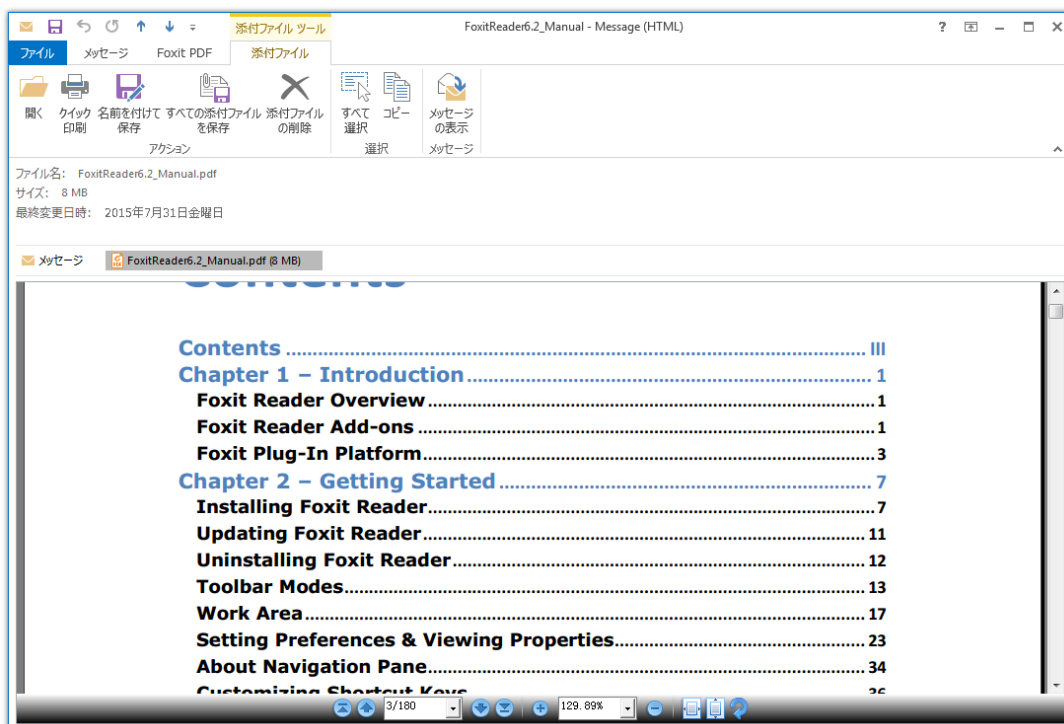 添付ファイル ツール
FoxitReader6.2_Manual - Message (HTML)
ファイル メッセージ Foxit PDF 添付ファイル
開く クイック印刷 名前を付けて保存 すべての添付ファイルを保存 添付ファイルの削除 すべて選択 コピー メッセージの表示
アクション 選択 メッセージ
ファイル名: FoxitReader6.2_Manual.pdf
サイズ: 8 MB
最終変更日時: 2015年7月31日金曜日
メッセージ FoxitReader6.2_Manual.pdf (8 MB)
Contents
Contents ........ III
Chapter 1 – Introduction ........ 1
Foxit Reader Overview ........ 1
Foxit Reader Add-ons ........ 1
Foxit Plug-In Platform ........ 3
Chapter 2 – Getting Started ........ 7
Installing Foxit Reader ........ 7
Updating Foxit Reader ........ 11
Uninstalling Foxit Reader ........ 12
Toolbar Modes ........ 13
Work Area ........ 17
Setting Preferences & Viewing Properties ........ 23
About Navigation Pane ........ 34
Customizing Shortcut Keys ........ 36
3/180 129.89%